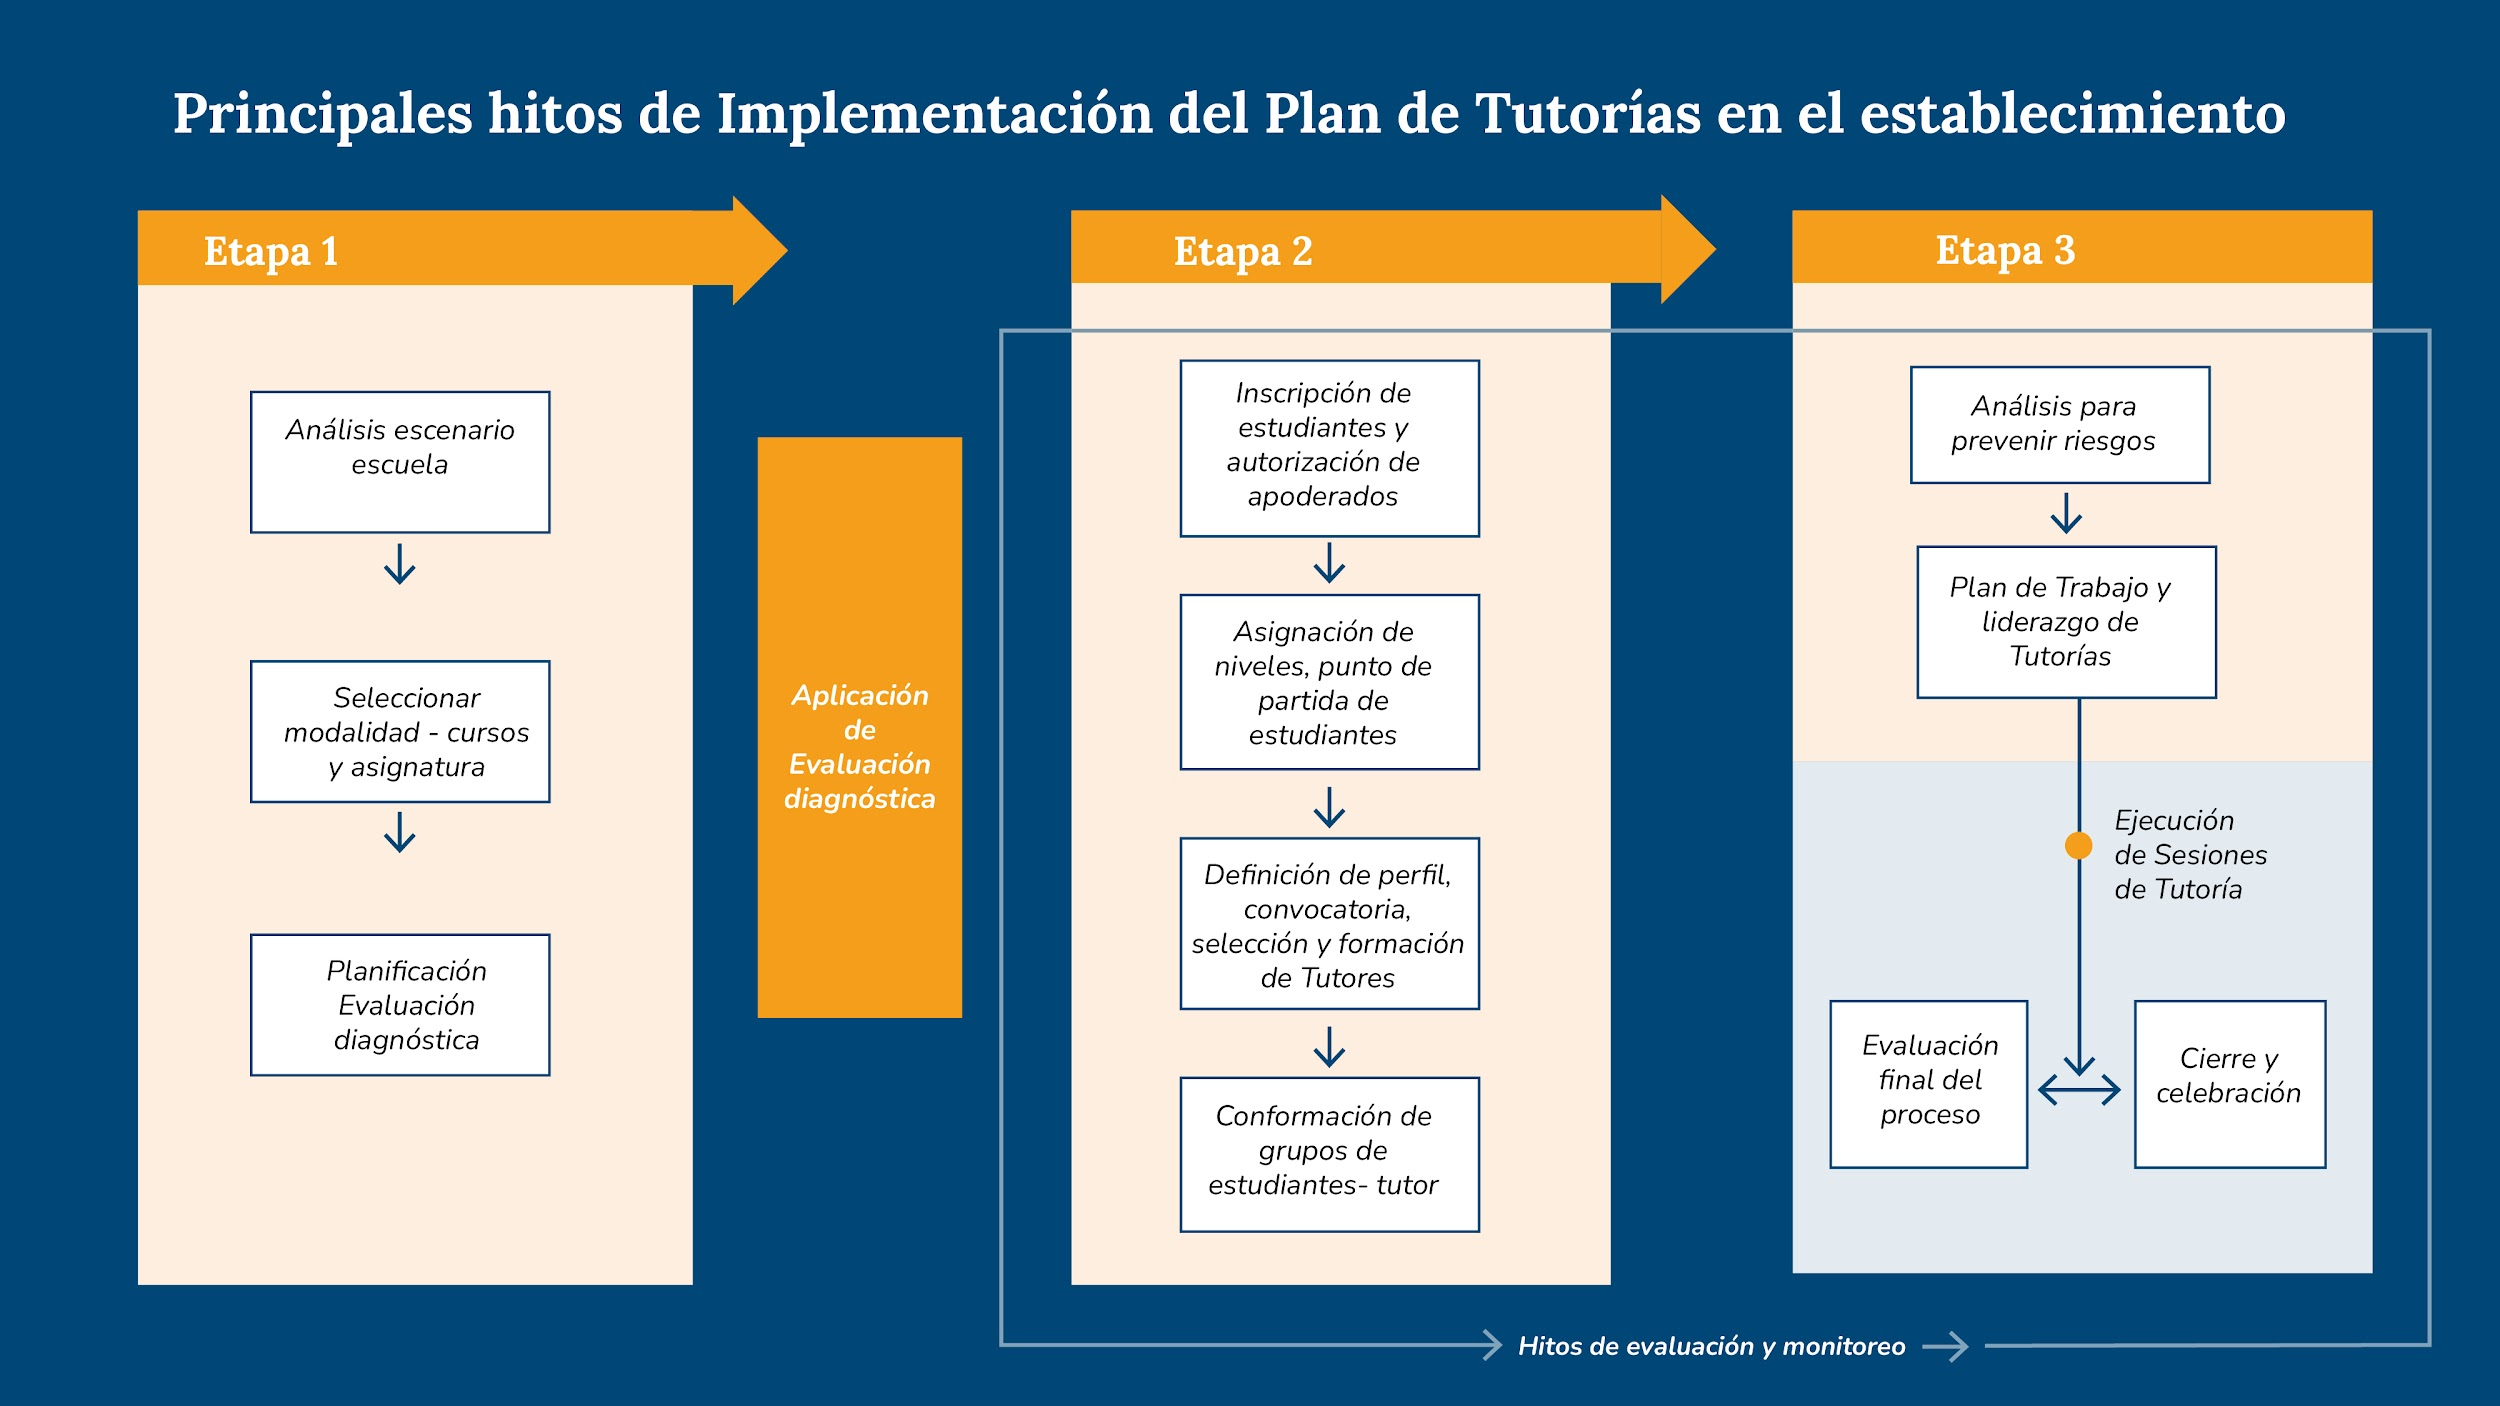 Principales hitos de Implementación del Plan de Tutorías en el establecimiento
Etapa 1
Análisis escenario
escuela
Seleccionar
modalidad - cursos
y asignatura
Planificación
Evaluación
diagnóstica
Aplicación
de
Evaluación
diagnóstica
Etapa 2
Inscripción de
estudiantes y
autorización de
apoderados
Asignación de
niveles, punto de
partida de
estudiantes
Definición de perfil,
convocatoria,
selección y formación
de Tutores
Conformación de
grupos de
estudiantes- tutor
Etapa 3
Análisis para
prevenir riesgos
Plan de Trabajo y
liderazgo de
Tutorías
Ejecución
de Sesiones
de Tutoría
Evaluación
final del
proceso
Cierre y
celebración
Hitos de evaluación y monitoreo